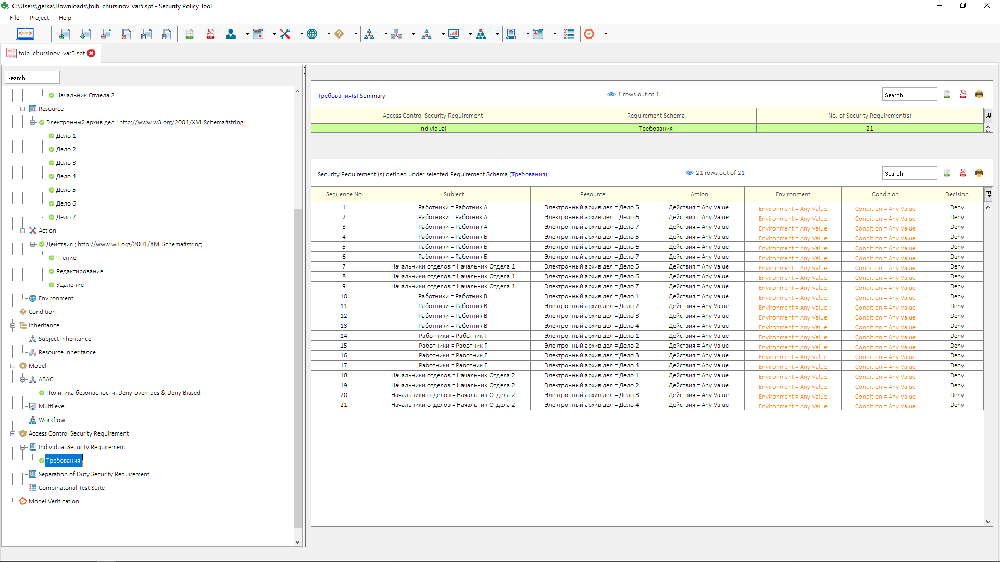 C:\Users\gerka\Downloads\toib_chursinov_var5.spt - Security Policy Tool
File Project Help
toib_chursinov_var5.spt
Search
Начальник Отдела 2
Resource
Электронный архив дел ; http://www.w3.org/2001/XMLSchema#string
Дело 1
Дело 2
Дело 3
Дело 4
Дело 5
Дело 6
Дело 7
Action
Действия ; http://www.w3.org/2001/XMLSchema#string
Чтение
Редактирование
Удаление
Environment
Condition
Inheritance
Subject Inheritance
Resource Inheritance
Model
ABAC
Политика безопасности: Deny-overrides & Deny Biased
Multilevel
Workflow
Access Control Security Requirement
Individual Security Requirement
Требования
Separation of Duty Security Requirement
Combinatorial Test Suite
Model Verification
Требования(s) Summary 1 rows out of 1 Search
Access Control Security Requirement Requirement Schema No. of Security Requirement(s)
Individual Требования 21
Security Requirement (s) defined under selected Requirement Schema (Требования): 21 rows out of 21 Search
Sequence No Subject Resource Action Environment Condition Decision
1 Работники = Работник А Электронный архив дел = Дело 5 Действия = Any Value Environment = Any Value Condition = Any Value Deny
2 Работники = Работник А Электронный архив дел = Дело 6 Действия = Any Value Environment = Any Value Condition = Any Value Deny
3 Работники = Работник А Электронный архив дел = Дело 7 Действия = Any Value Environment = Any Value Condition = Any Value Deny
4 Работники = Работник Б Электронный архив дел = Дело 5 Действия = Any Value Environment = Any Value Condition = Any Value Deny
5 Работники = Работник Б Электронный архив дел = Дело 6 Действия = Any Value Environment = Any Value Condition = Any Value Deny
6 Работники = Работник Б Электронный архив дел = Дело 7 Действия = Any Value Environment = Any Value Condition = Any Value Deny
7 Начальники отделов = Начальник Отдела 1 Электронный архив дел = Дело 5 Действия = Any Value Environment = Any Value Condition = Any Value Deny
8 Начальники отделов = Начальник Отдела 1 Электронный архив дел = Дело 6 Действия = Any Value Environment = Any Value Condition = Any Value Deny
9 Начальники отделов = Начальник Отдела 1 Электронный архив дел = Дело 7 Действия = Any Value Environment = Any Value Condition = Any Value Deny
10 Работники = Работник В Электронный архив дел = Дело 1 Действия = Any Value Environment = Any Value Condition = Any Value Deny
11 Работники = Работник В Электронный архив дел = Дело 2 Действия = Any Value Environment = Any Value Condition = Any Value Deny
12 Работники = Работник В Электронный архив дел = Дело 3 Действия = Any Value Environment = Any Value Condition = Any Value Deny
13 Работники = Работник В Электронный архив дел = Дело 4 Действия = Any Value Environment = Any Value Condition = Any Value Deny
14 Работники = Работник Г Электронный архив дел = Дело 1 Действия = Any Value Environment = Any Value Condition = Any Value Deny
15 Работники = Работник Г Электронный архив дел = Дело 2 Действия = Any Value Environment = Any Value Condition = Any Value Deny
16 Работники = Работник Г Электронный архив дел = Дело 3 Действия = Any Value Environment = Any Value Condition = Any Value Deny
17 Работники = Работник Г Электронный архив дел = Дело 4 Действия = Any Value Environment = Any Value Condition = Any Value Deny
18 Начальники отделов = Начальник Отдела 2 Электронный архив дел = Дело 1 Действия = Any Value Environment = Any Value Condition = Any Value Deny
19 Начальники отделов = Начальник Отдела 2 Электронный архив дел = Дело 2 Действия = Any Value Environment = Any Value Condition = Any Value Deny
20 Начальники отделов = Начальник Отдела 2 Электронный архив дел = Дело 3 Действия = Any Value Environment = Any Value Condition = Any Value Deny
21 Начальники отделов = Начальник Отдела 2 Электронный архив дел = Дело 4 Действия = Any Value Environment = Any Value Condition = Any Value Deny